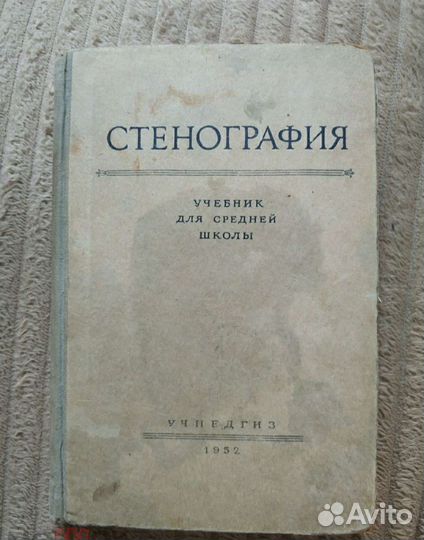 СТЕНОГРАФИЯ
УЧЕБНИК
ДЛЯ СРЕДНЕЙ
ШКОЛЫ
УЧПЕДГИЗ
1952
Avito